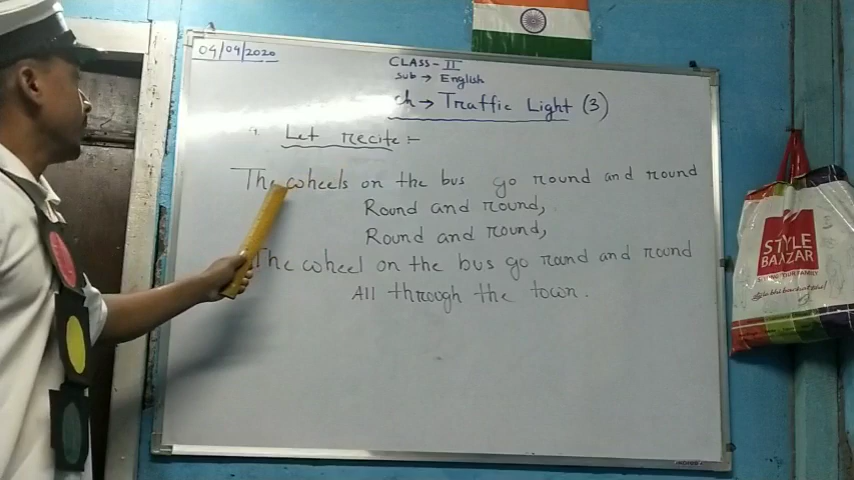 04/04/2020
CLASS - II
Sub → English
ch → Traffic Light (3)
Let recite :-
The wheels on the bus go round and round
Round and round,
Round and round,
The wheel on the bus go round and round
All through the town.
STYLE
BAAZAR